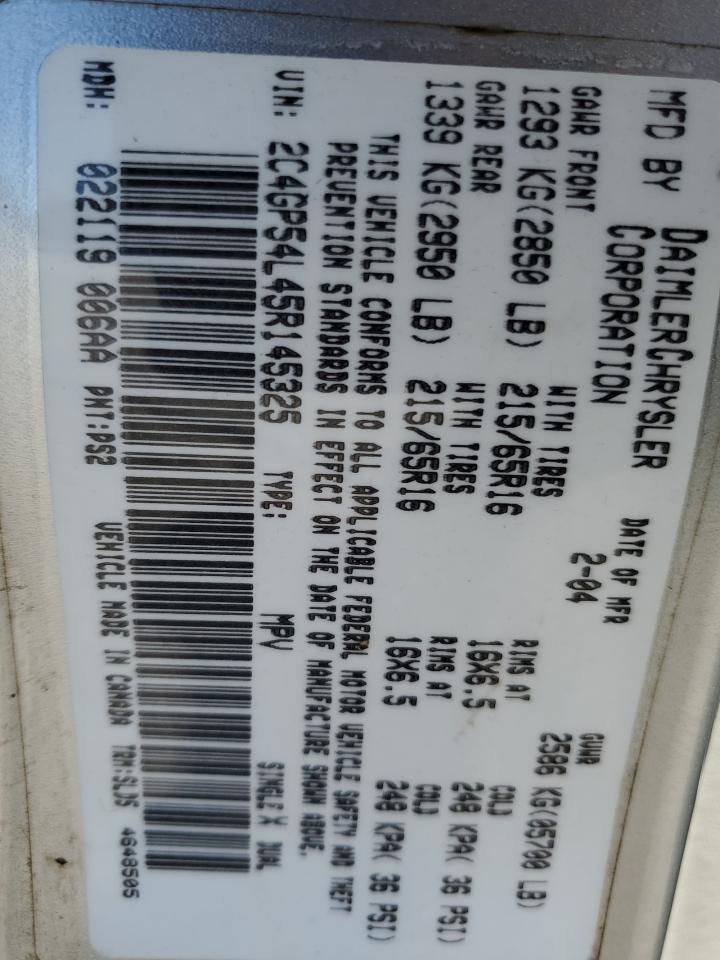 MFD BY DAIMLERCHRYSLER CORPORATION
DATE OF MFR 2-04
GVWR 2586 KG(05700 LB)
GAWR FRONT WITH TIRES RIMS AT COLD
1293 KG(2850 LB) 215/65R16 16X6.5 248 KPA( 36 PSI)
GAWR REAR WITH TIRES RIMS AT COLD
1339 KG(2950 LB) 215/65R16 16X6.5 248 KPA( 36 PSI)
THIS VEHICLE CONFORMS TO ALL APPLICABLE FEDERAL MOTOR VEHICLE SAFETY AND THEFT
PREVENTION STANDARDS IN EFFECT ON THE DATE OF MANUFACTURE SHOWN ABOVE.
VIN: 2C4GP54L45R145325 TYPE: MPV SINGLE X DUAL
MDH: 022119 006AA PNT:PS2 VEHICLE MADE IN CANADA TRM:SLJS 4648505